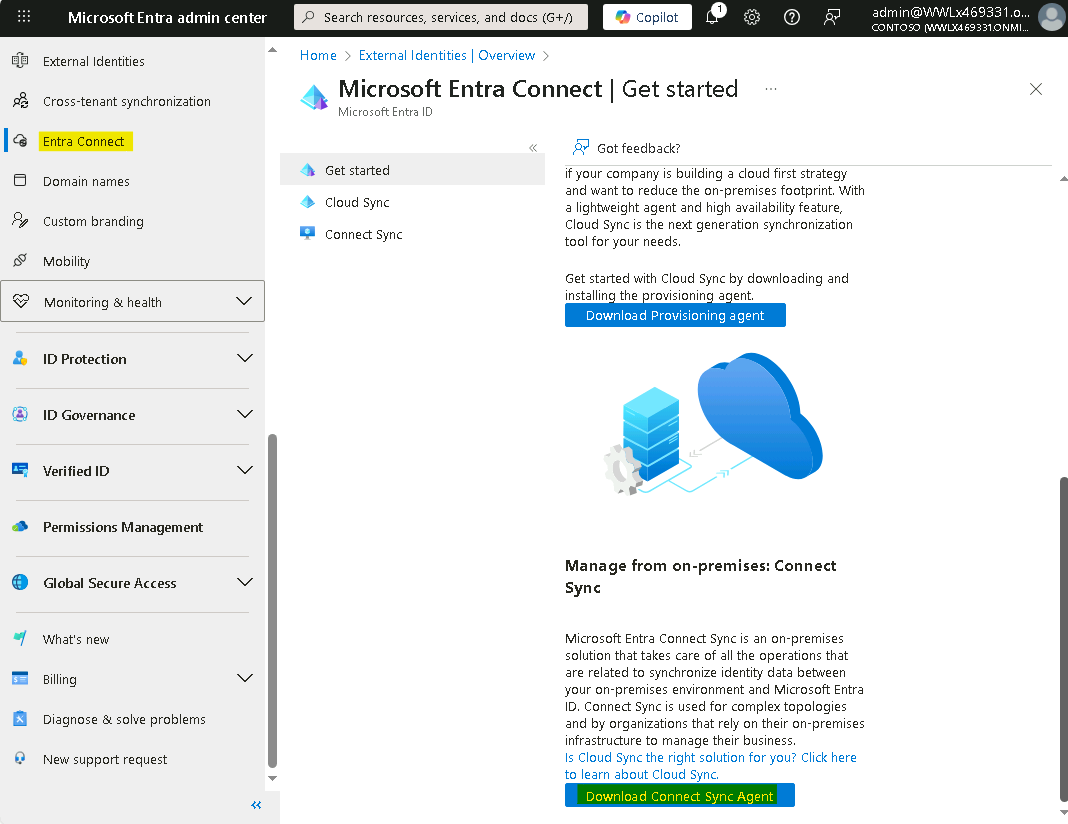 Microsoft Entra admin center
Search resources, services, and docs (G+/)
Copilot
1
admin@WWLx469331.o...
CONTOSO (WWLX469331.ONMI...
External Identities
Cross-tenant synchronization
Entra Connect
Domain names
Custom branding
Mobility
Monitoring & health
ID Protection
ID Governance
Verified ID
Permissions Management
Global Secure Access
What's new
Billing
Diagnose & solve problems
New support request
Home > External Identities | Overview >
Microsoft Entra Connect | Get started ...
Microsoft Entra ID
Get started
Cloud Sync
Connect Sync
Got feedback?
if your company is building a cloud first strategy
and want to reduce the on-premises footprint. With
a lightweight agent and high availability feature,
Cloud Sync is the next generation synchronization
tool for your needs.
Get started with Cloud Sync by downloading and
installing the provisioning agent.
Download Provisioning agent
Manage from on-premises: Connect
Sync
Microsoft Entra Connect Sync is an on-premises
solution that takes care of all the operations that
are related to synchronize identity data between
your on-premises environment and Microsoft Entra
ID. Connect Sync is used for complex topologies
and by organizations that rely on their on-premises
infrastructure to manage their business.
Is Cloud Sync the right solution for you? Click here
to learn about Cloud Sync.
Download Connect Sync Agent